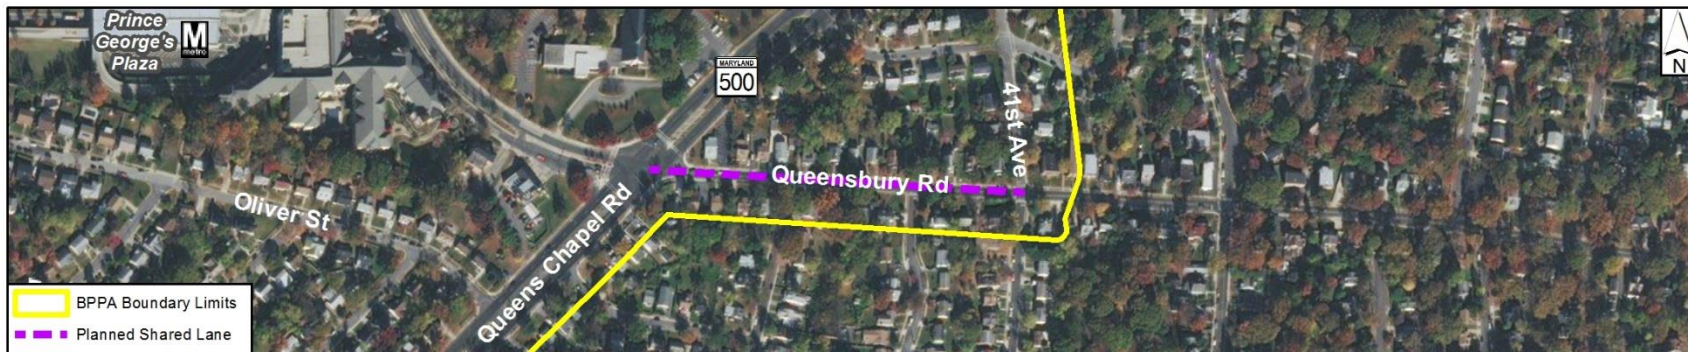 Prince
George's
Plaza
M
metro
MARYLAND
500
N
41st Ave
Queensbury Rd
Oliver St
Queens Chapel Rd
BPPA Boundary Limits
Planned Shared Lane